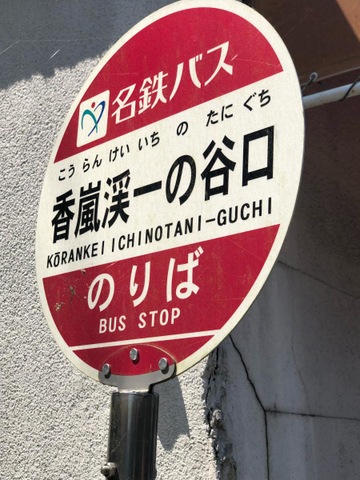 名鉄バス
こうらんけいいちのたにぐち
香嵐渓一の谷口
KŌRANKEI ICHINOTANI-GUCHI
のりば
BUS STOP